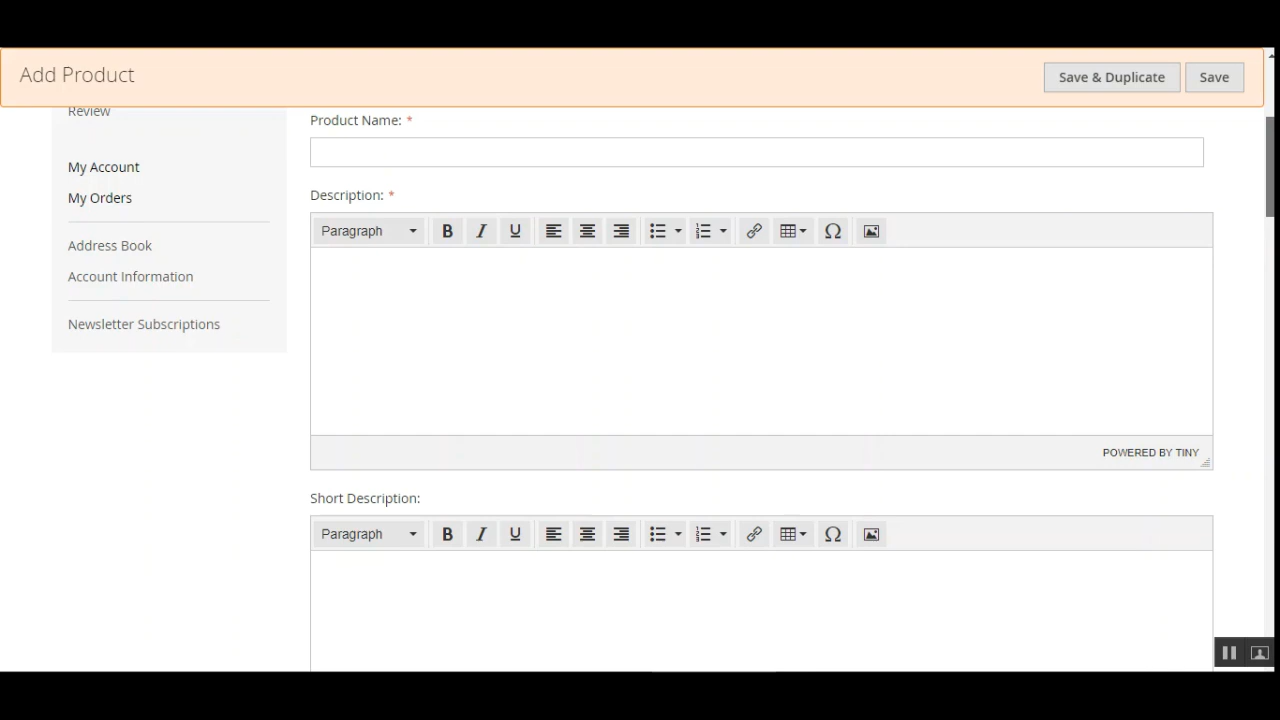 Add Product
Save & Duplicate
Save
Review
My Account
My Orders
Address Book
Account Information
Newsletter Subscriptions
Product Name: *
Description: *
Paragraph
B I U
Ω
POWERED BY TINY
Short Description:
Paragraph
B I U
Ω